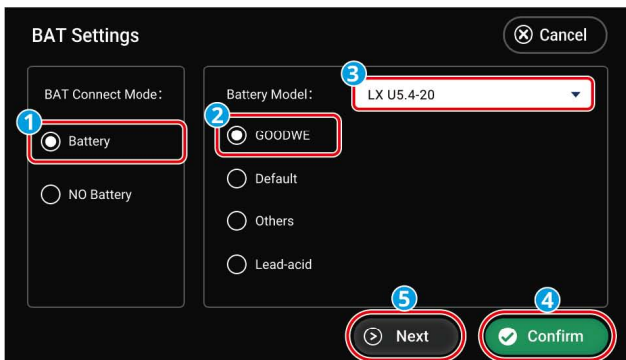 BAT Settings
Cancel
BAT Connect Mode:
1
Battery
NO Battery
Battery Model:
3
LX U5.4-20
2
GOODWE
Default
Others
Lead-acid
5
Next
4
Confirm